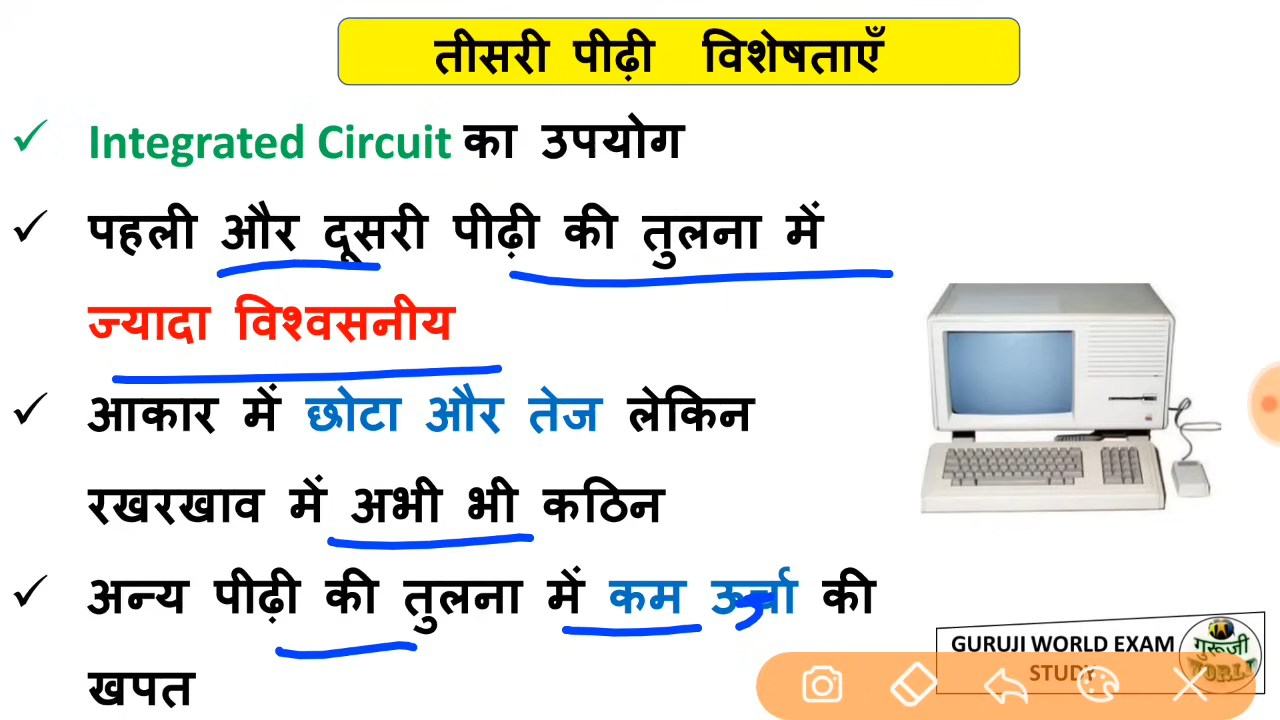 तीसरी पीढ़ी विशेषताएँ
✓ Integrated Circuit का उपयोग
✓ पहली और दूसरी पीढ़ी की तुलना में
ज्यादा विश्वसनीय
✓ आकार में छोटा और तेज लेकिन
रखरखाव में अभी भी कठिन
✓ अन्य पीढ़ी की तुलना में कम ऊर्जा की
खपत
GURUJI WORLD EXAM
STUDY
गुरूजी
WORLD